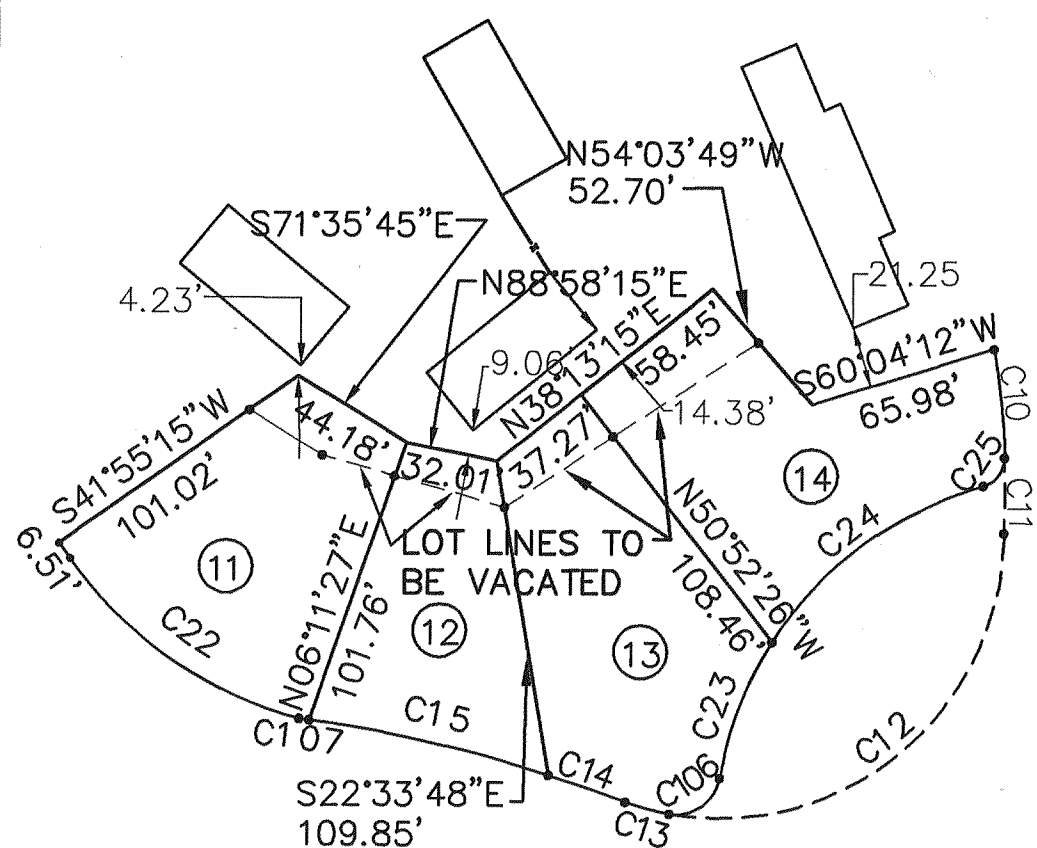 N54°03'49"W
52.70'
S71°35'45"E
4.23'
N88°58'15"E
21.25
9.06'
N38°13'15"E
58.45'
S60°04'12"W
65.98'
14.38'
C10
S41°55'15"W
101.02'
44.18'
32.01'
37.27'
14
C25
C11
6.51'
11
LOT LINES TO
BE VACATED
N50°52'26"W
108.46'
C24
C22
N06°11'27"E
101.76'
12
13
C107
C15
C23
C12
C14
C106
C13
S22°33'48"E
109.85'